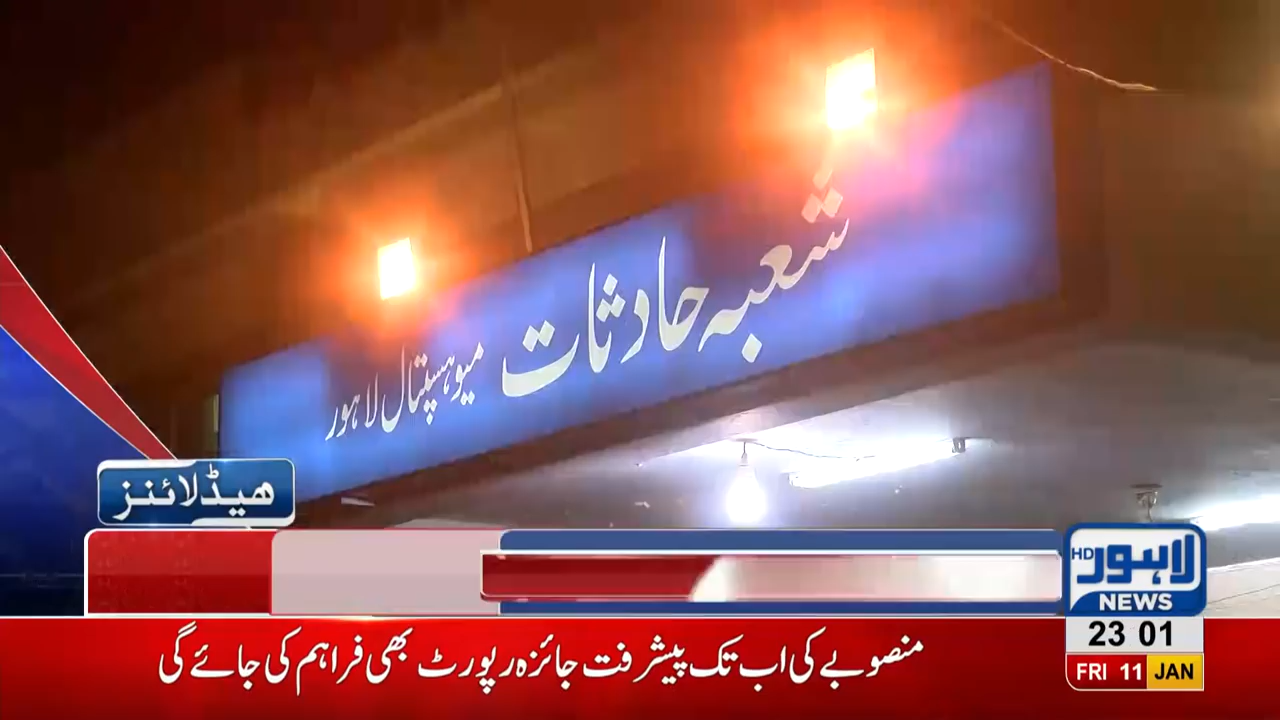 شعبہ حادثات میوہسپتال لاہور
ھیڈلائنز
HD لاہور
NEWS
23 01
FRI 11 JAN
منصوبے کی اب تک پیشرفت جائزہ رپورٹ بھی فراہم کی جائے گی